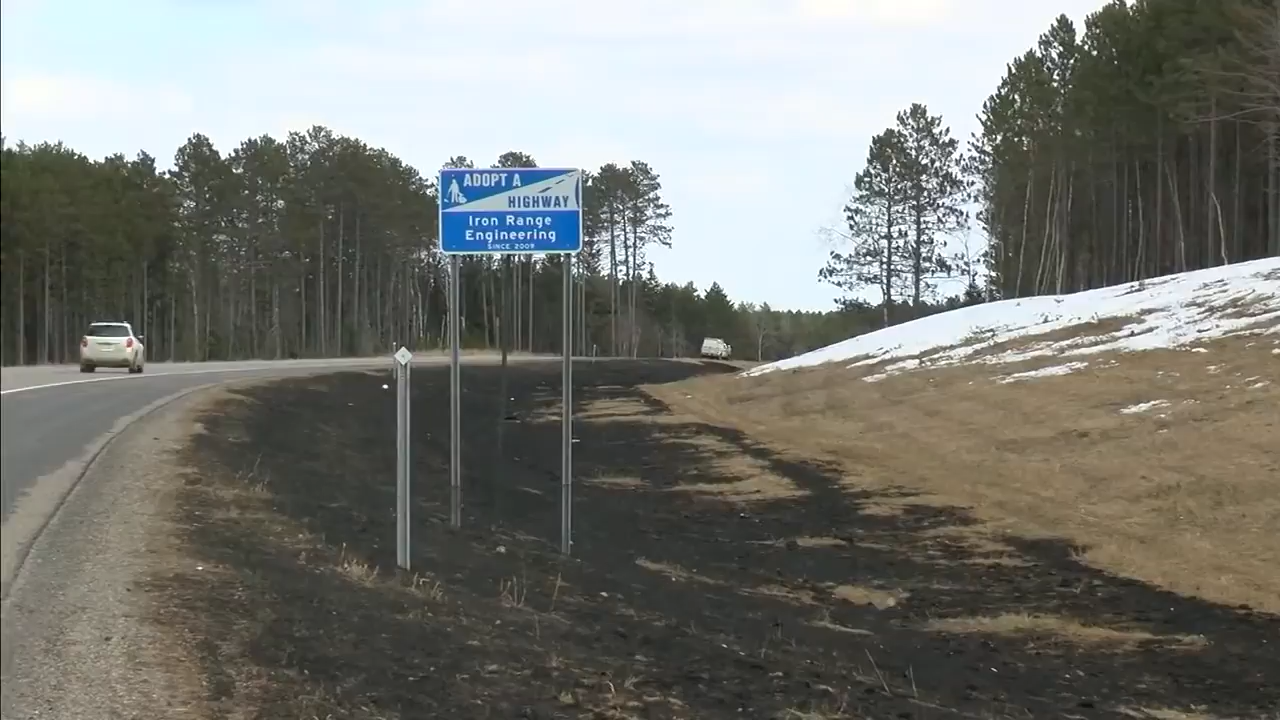 ADOPT A
HIGHWAY
Iron Range
Engineering
SINCE 2009